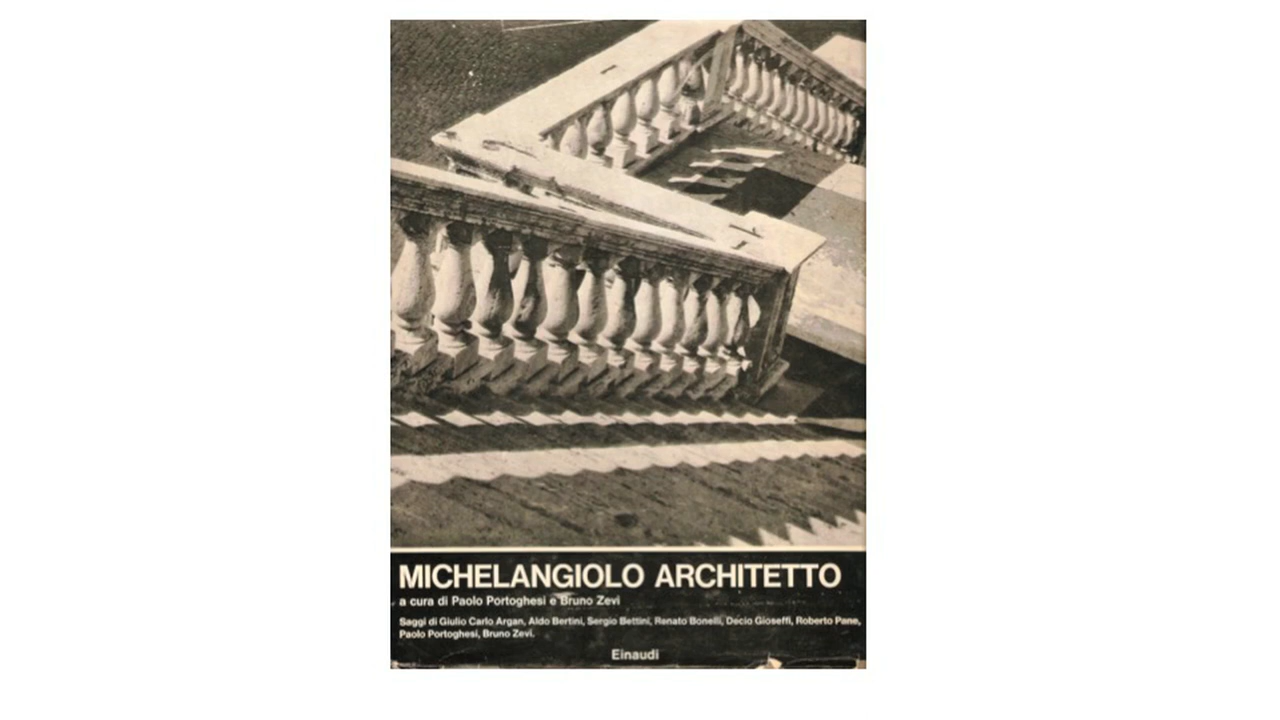 MICHELANGIOLO ARCHITETTO
a cura di Paolo Portoghesi e Bruno Zevi
Saggi di Giulio Carlo Argan, Aldo Bertini, Sergio Bettini, Renato Bonelli, Decio Gioseffi, Roberto Pane,
Paolo Portoghesi, Bruno Zevi.
Einaudi